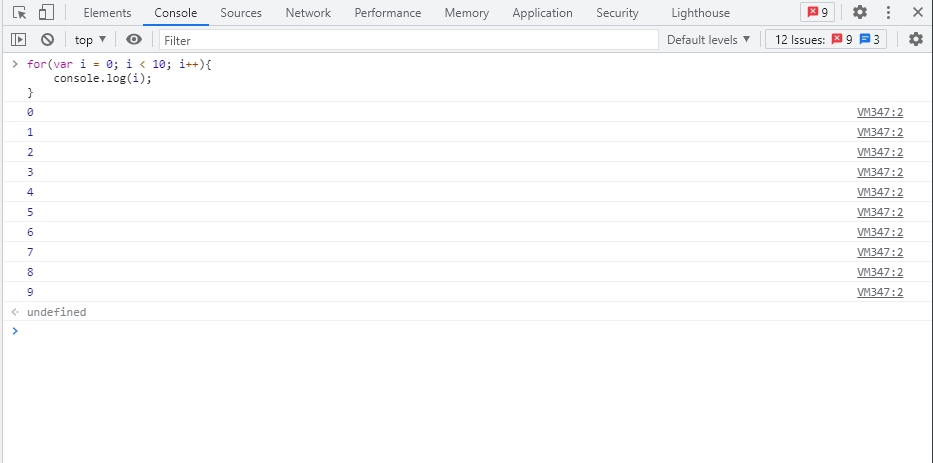 Elements Console Sources Network Performance Memory Application Security Lighthouse 9
top Filter Default levels 12 Issues: 9 3
for(var i = 0; i < 10; i++){
    console.log(i);
}
0 VM347:2
1 VM347:2
2 VM347:2
3 VM347:2
4 VM347:2
5 VM347:2
6 VM347:2
7 VM347:2
8 VM347:2
9 VM347:2
undefined